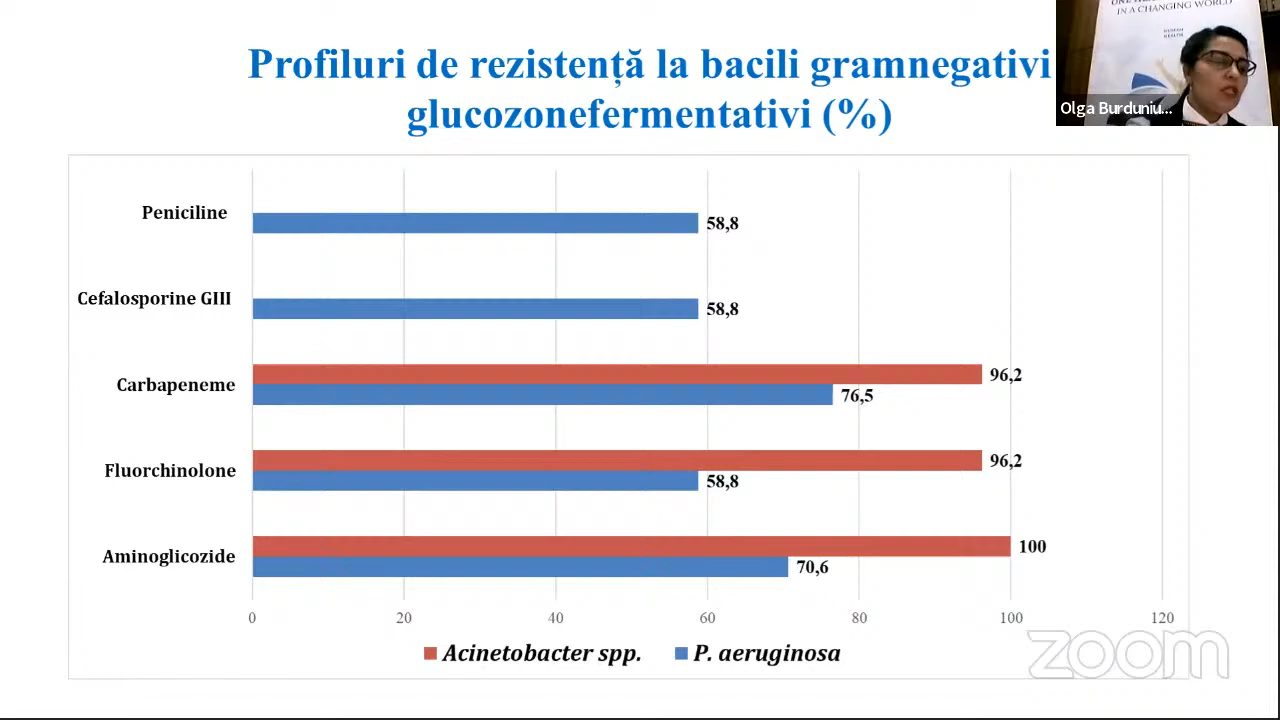 IN A CHANGING WORLD
HUMAN
HEALTH
Olga Burduniu...
Profiluri de rezistență la bacili gramnegativi
glucozonefermentativi (%)
Peniciline
58,8
Cefalosporine GIII
58,8
Carbapeneme
96,2
76,5
Fluorchinolone
96,2
58,8
Aminoglicozide
100
70,6
0 20 40 60 80 100 120
Acinetobacter spp. P. aeruginosa
zoom